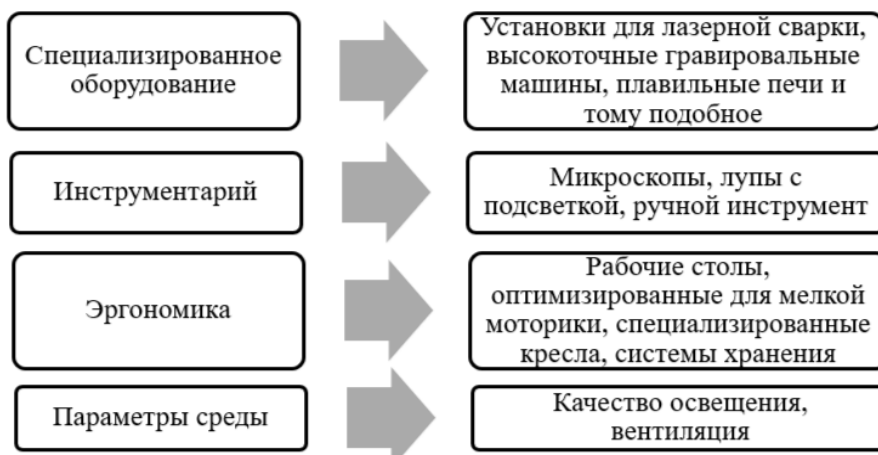 Специализированное
оборудование
Установки для лазерной сварки,
высокоточные гравировальные
машины, плавильные печи и
тому подобное
Инструментарий
Микроскопы, лупы с
подсветкой, ручной инструмент
Эргономика
Рабочие столы,
оптимизированные для мелкой
моторики, специализированные
кресла, системы хранения
Параметры среды
Качество освещения,
вентиляция